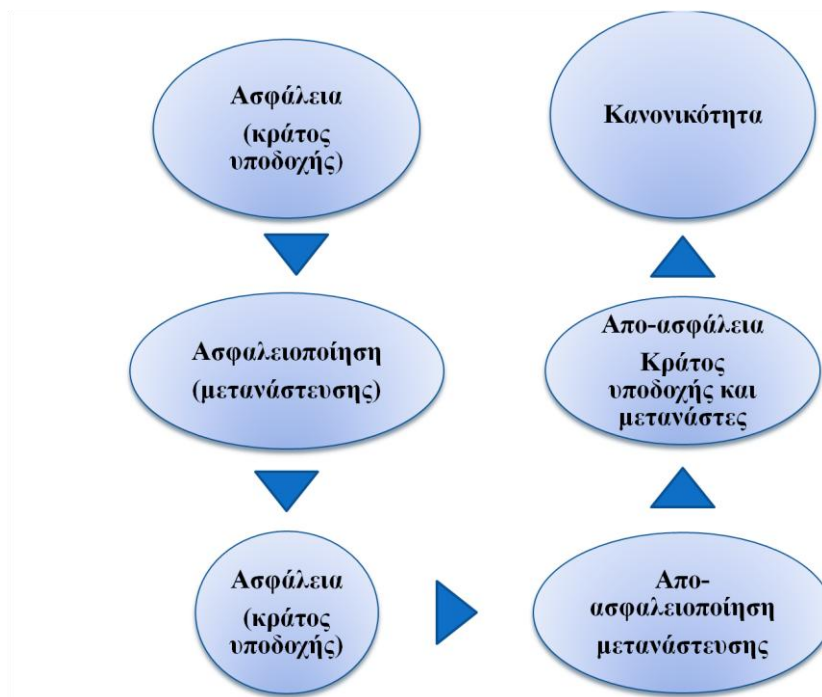 Ασφάλεια
(κράτος
υποδοχής)
Ασφαλειοποίηση
(μετανάστευσης)
Ασφάλεια
(κράτος
υποδοχής)
Απο-
ασφαλειοποίηση
μετανάστευσης
Απο-ασφάλεια
Κράτος
υποδοχής και
μετανάστες
Κανονικότητα